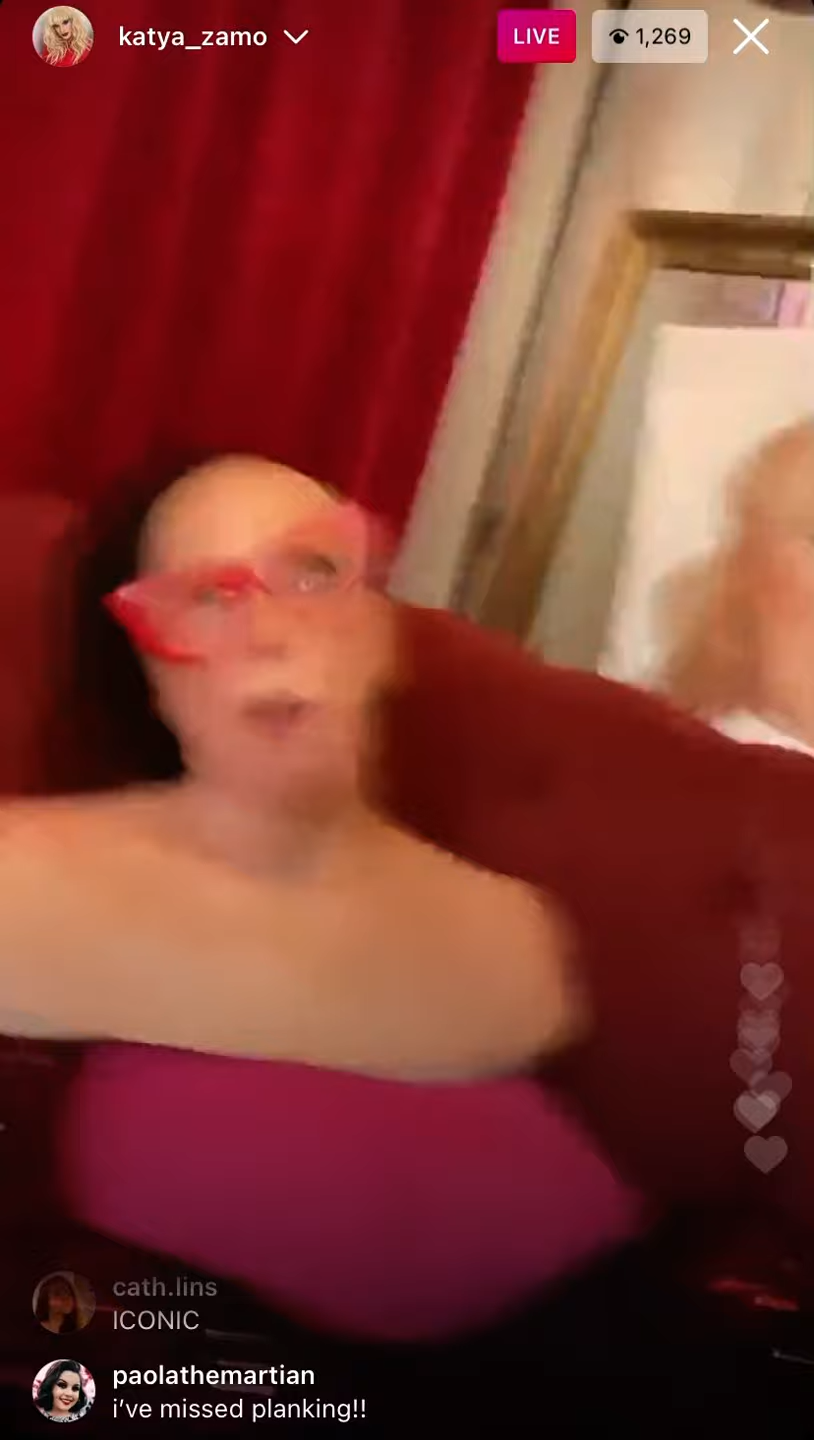 katya_zamo
LIVE
1,269
cath.lins
ICONIC
paolathemartian
i’ve missed planking!!